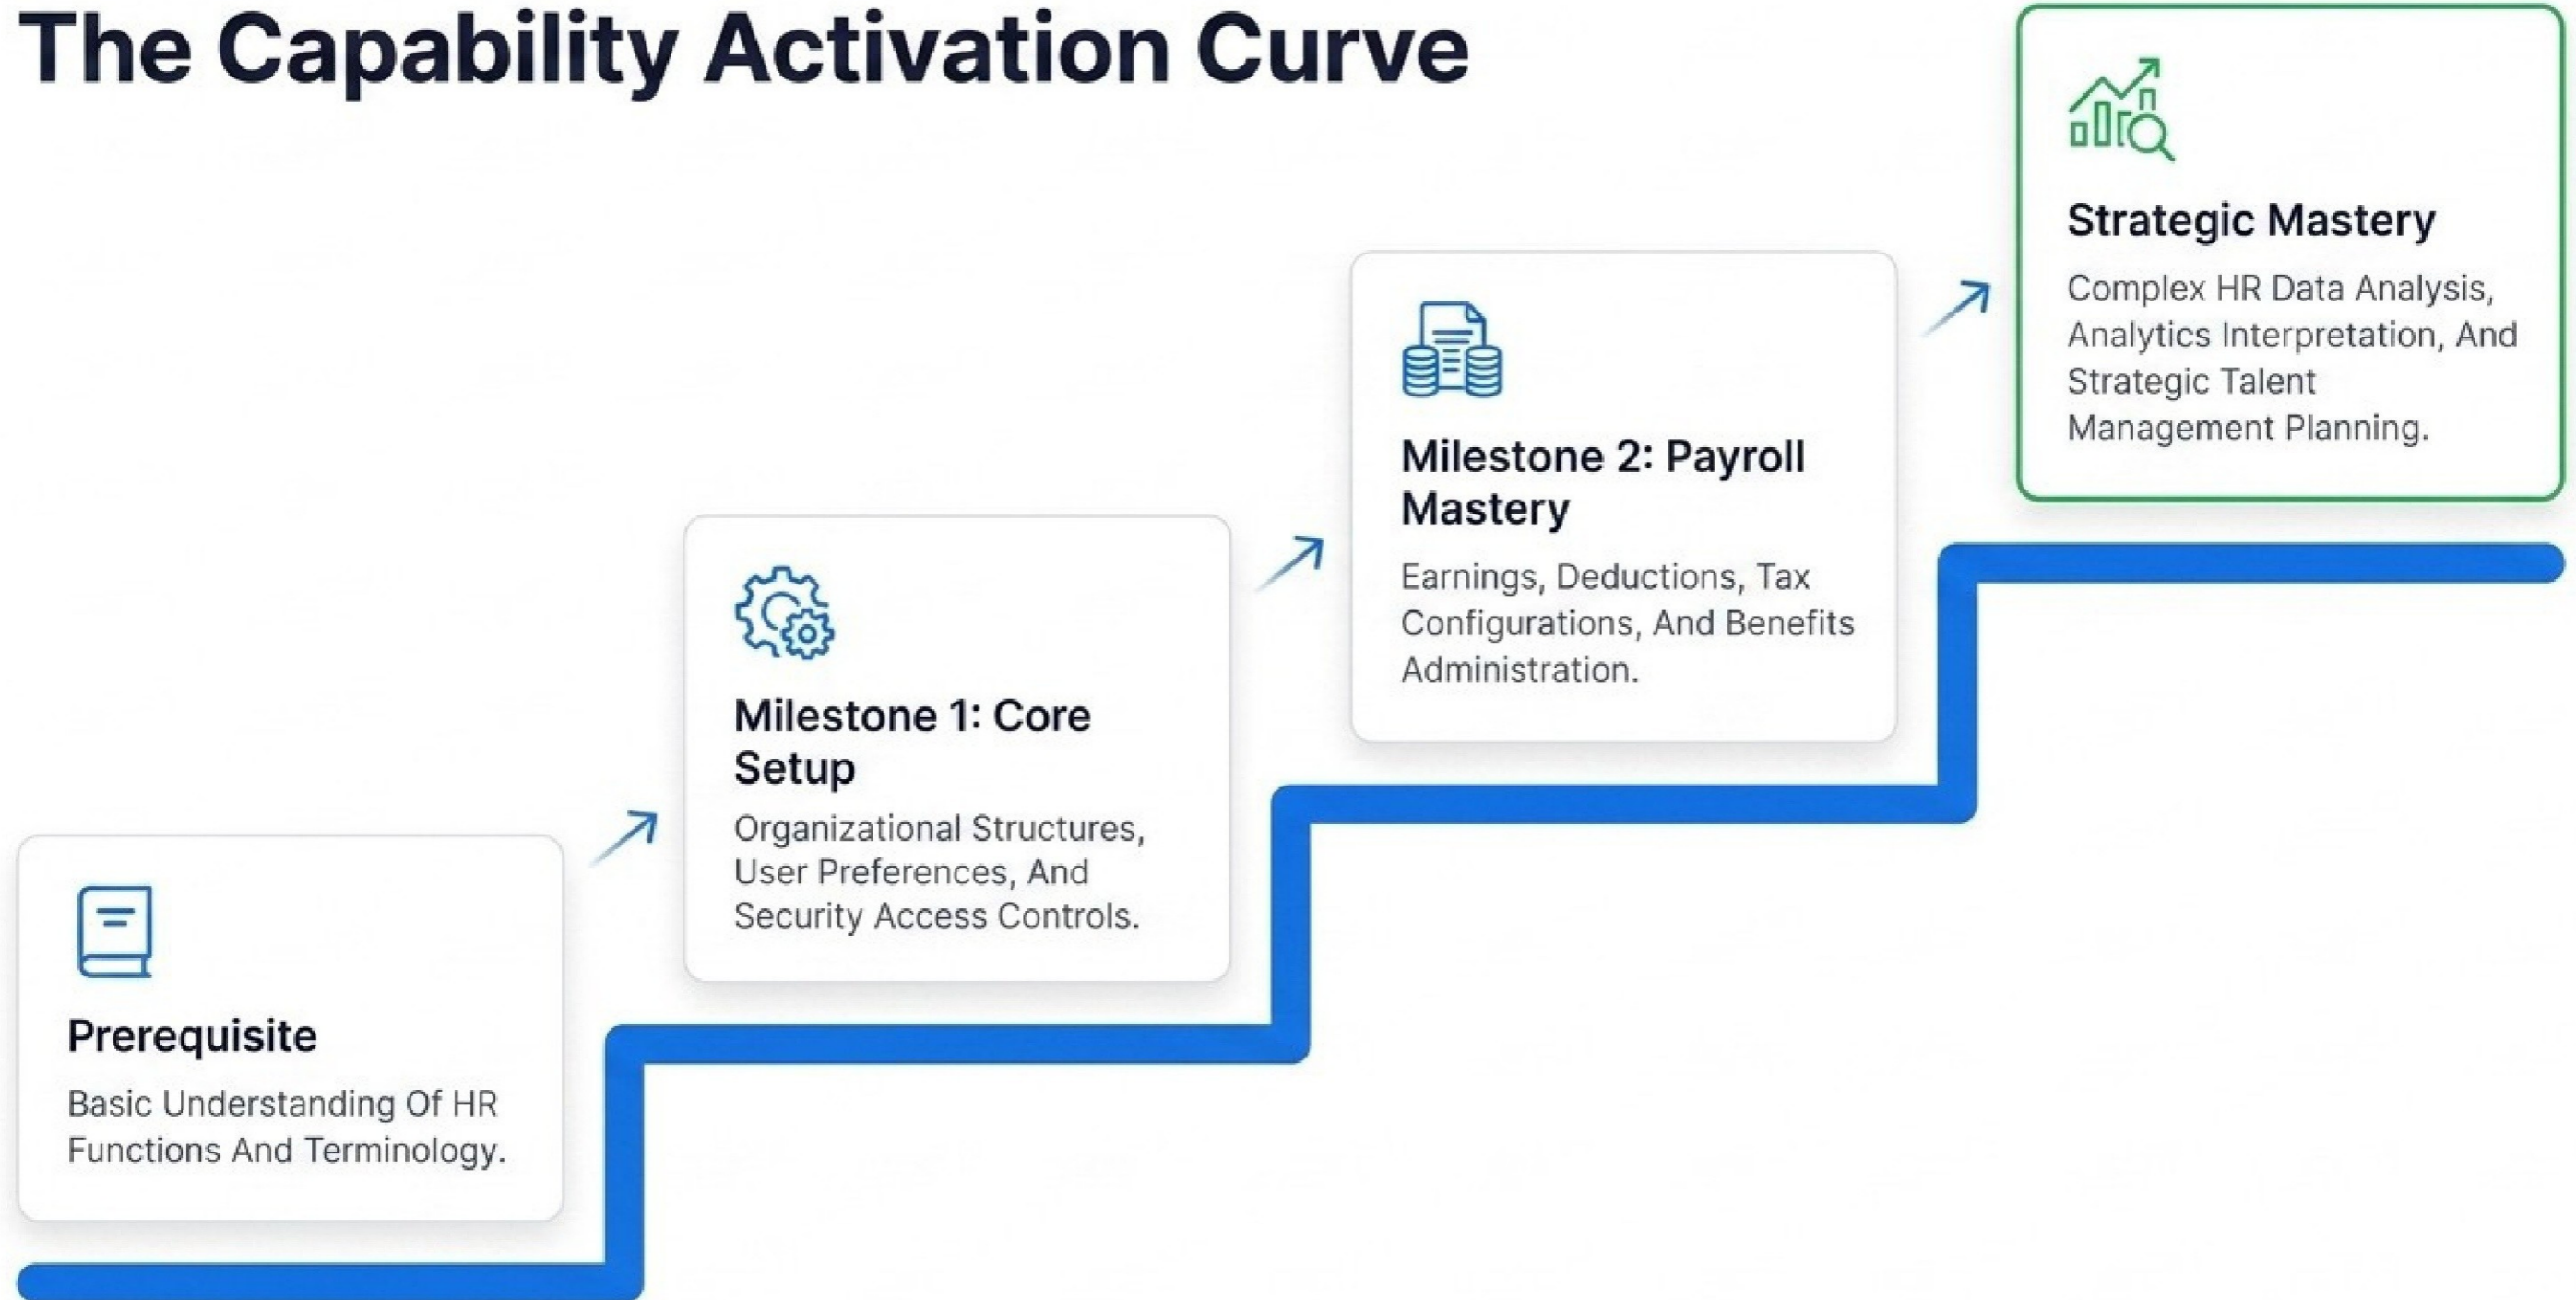 The Capability Activation Curve
Prerequisite
Basic Understanding Of HR
Functions And Terminology.
Milestone 1: Core
Setup
Organizational Structures,
User Preferences, And
Security Access Controls.
Milestone 2: Payroll
Mastery
Earnings, Deductions, Tax
Configurations, And Benefits
Administration.
Strategic Mastery
Complex HR Data Analysis,
Analytics Interpretation, And
Strategic Talent
Management Planning.